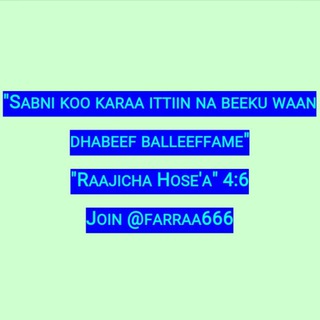 "Sabni koo karaa ittiin na beeku waan
dhabeef balleeffame"
"Raajicha Hose'a" 4:6
Join @farraa666